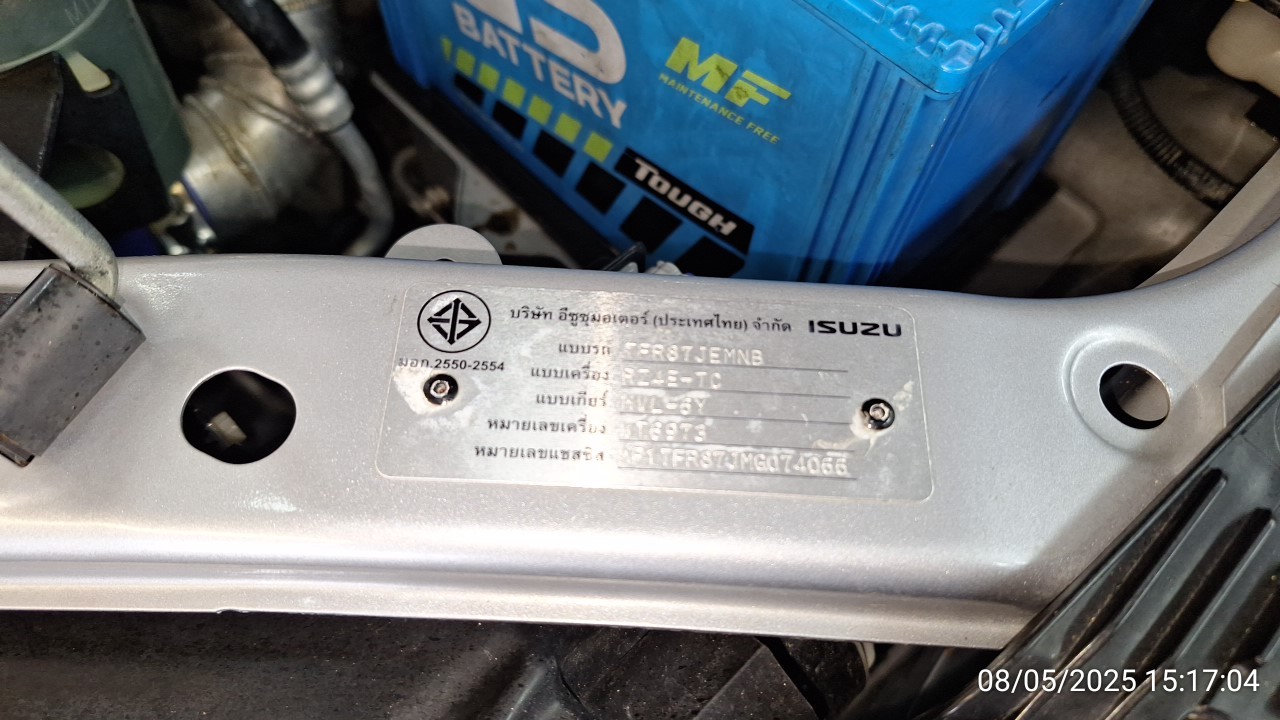 BATTERY
MF
MAINTENANCE FREE
TOUGH
บริษัท อีซูซุมอเตอร์ (ประเทศไทย) จำกัด ISUZU
มอก.2550-2554
แบบรถ TFR87JEMNB
แบบเครื่อง RZ4E-TC
แบบเกียร์ MVL-6Y
หมายเลขเครื่อง
หมายเลขแชสซิส MP1TFR87JMG074066
08/05/2025 15:17:04